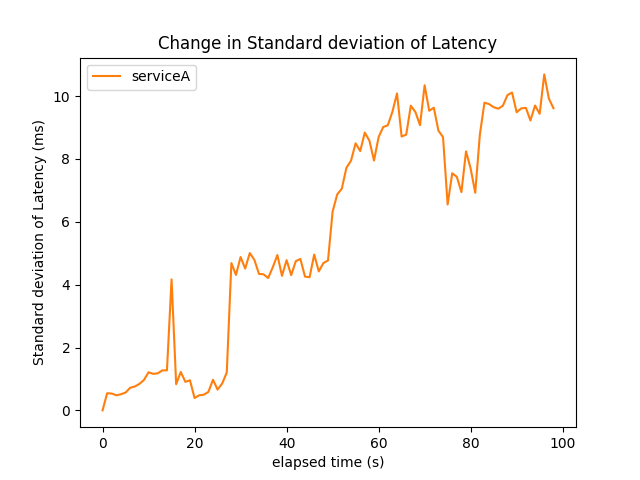 Change in Standard deviation of Latency
serviceA
Standard deviation of Latency (ms)
10
8
6
4
2
0
0 20 40 60 80 100
elapsed time (s)